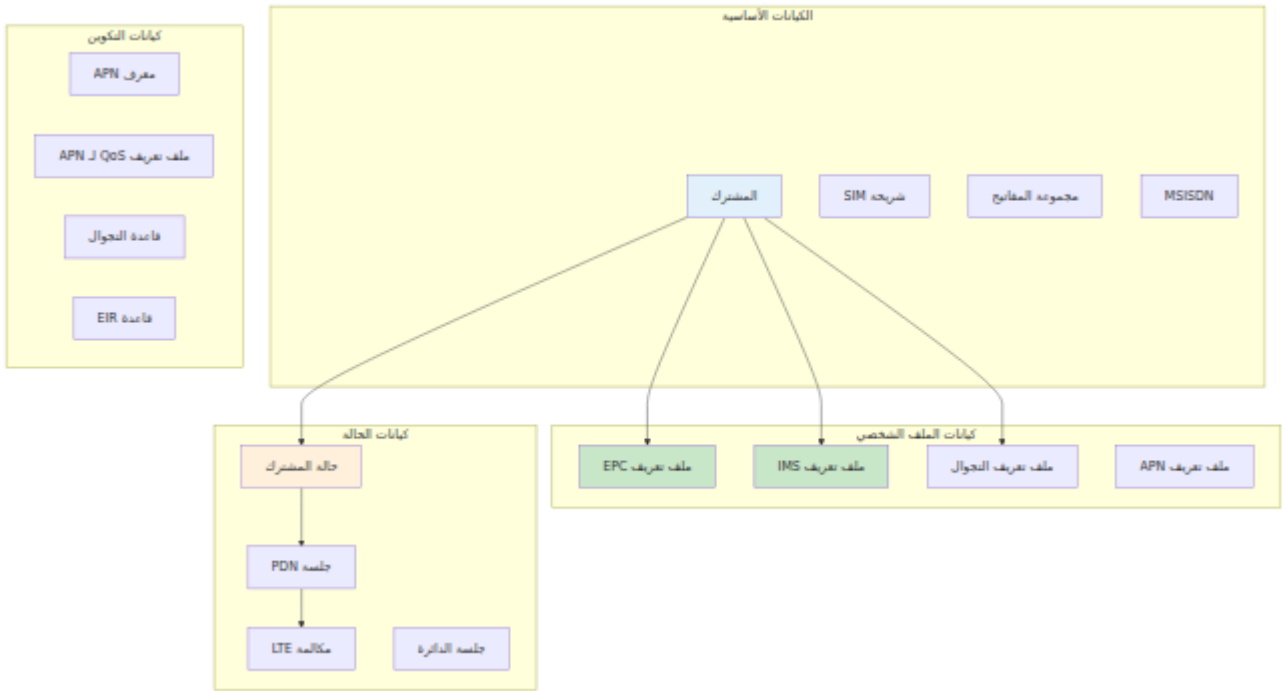 الكيانات الأساسية
المشترك
شريحة SIM
مجموعة المفاتيح
MSISDN
كيانات التكوين
معرف APN
ملف تعريف QoS لـ APN
قاعدة التجوال
قاعدة EIR
كيانات الحالة
حالة المشترك
جلسة PDN
مكالمة LTE
جلسة الدائرة
كيانات الملف الشخصي
ملف تعريف EPC
ملف تعريف IMS
ملف تعريف التجوال
ملف تعريف APN